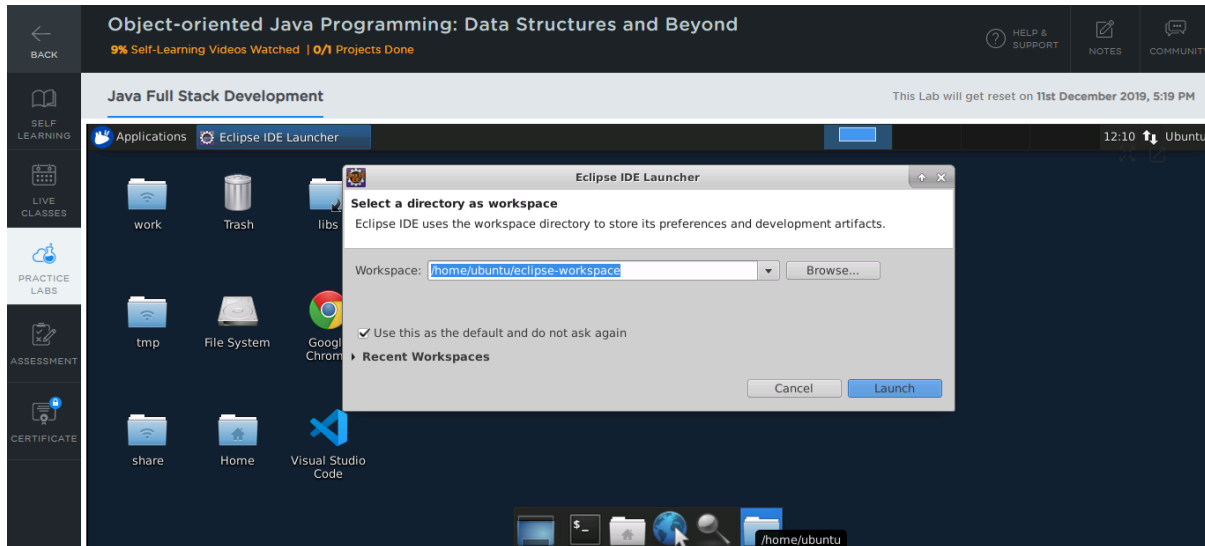 BACK
Object-oriented Java Programming: Data Structures and Beyond
9% Self-Learning Videos Watched | 0/1 Projects Done
HELP & SUPPORT
NOTES
COMMUNITY
SELF
LEARNING
LIVE
CLASSES
PRACTICE
LABS
ASSESSMENT
CERTIFICATE
Java Full Stack Development
This Lab will get reset on 11st December 2019, 5:19 PM
Applications
Eclipse IDE Launcher
12:10
Ubuntu
work
Trash
libs
tmp
File System
Googl
Chrom
share
Home
Visual Studio
Code
Eclipse IDE Launcher
Select a directory as workspace
Eclipse IDE uses the workspace directory to store its preferences and development artifacts.
Workspace: /home/ubuntu/eclipse-workspace
Browse...
Use this as the default and do not ask again
Recent Workspaces
Cancel
Launch
$_
/home/ubuntu